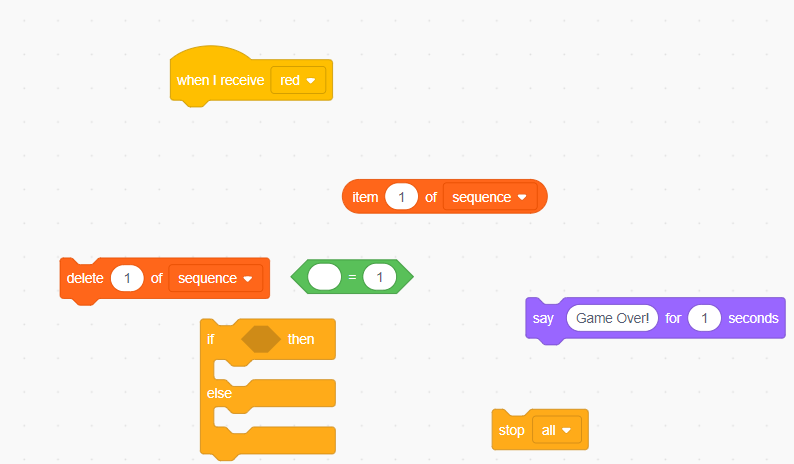 when I receive red
item 1 of sequence
delete 1 of sequence
= 1
say Game Over! for 1 seconds
if then
else
stop all